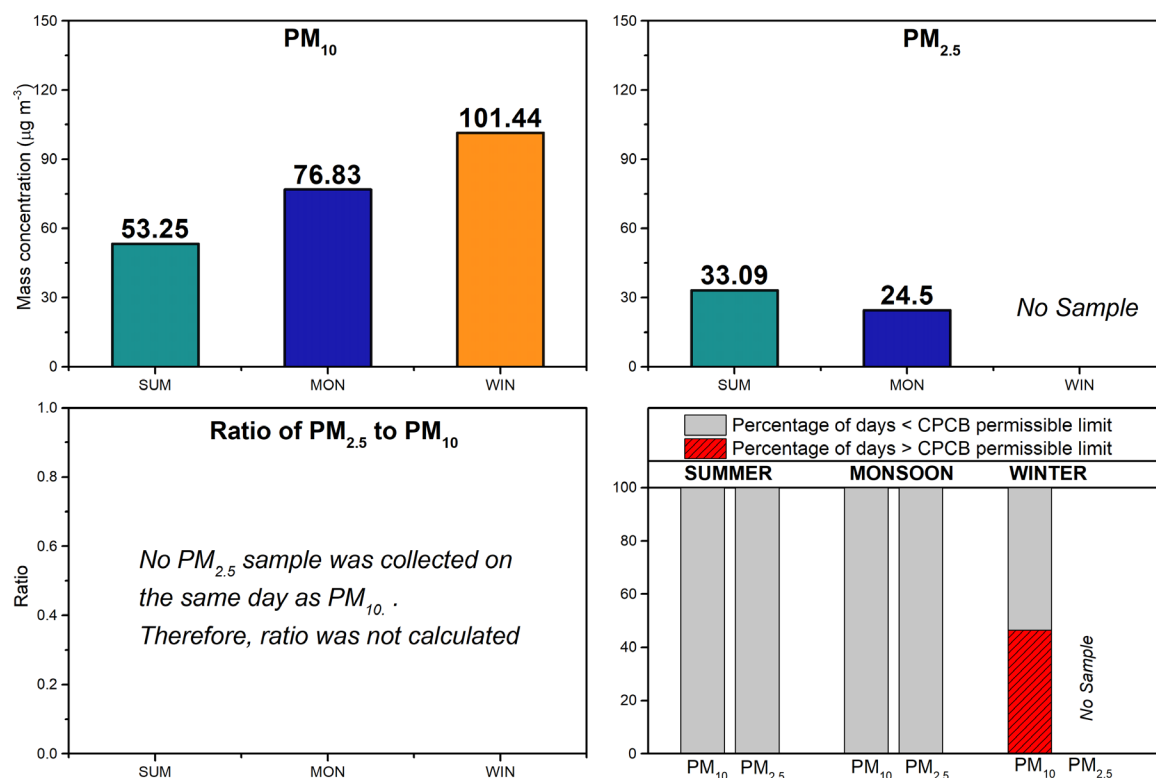 PM10
Mass concentration (μg m-3)
150
120
90
60
30
0
53.25
76.83
101.44
SUM
MON
WIN
PM2.5
150
120
90
60
30
0
33.09
24.5
No Sample
SUM
MON
WIN
Ratio of PM2.5 to PM10
Ratio
1.0
0.8
0.6
0.4
0.2
0.0
No PM2.5 sample was collected on
the same day as PM10. .
Therefore, ratio was not calculated
SUM
MON
WIN
Percentage of days < CPCB permissible limit
Percentage of days > CPCB permissible limit
SUMMER
MONSOON
WINTER
100
80
60
40
20
0
No Sample
PM10
PM2.5
PM10
PM2.5
PM10
PM2.5